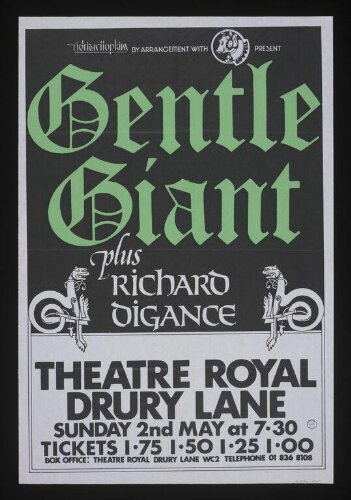 BY ARRANGEMENT WITH PRESENT
Gentle
Giant
plus
RICHARD
DIGANCE
THEATRE ROYAL
DRURY LANE
SUNDAY 2nd MAY at 7·30
TICKETS 1·75 1·50 1·25 1·00
BOX OFFICE: THEATRE ROYAL DRURY LANE WC2 TELEPHONE 01 836 8108